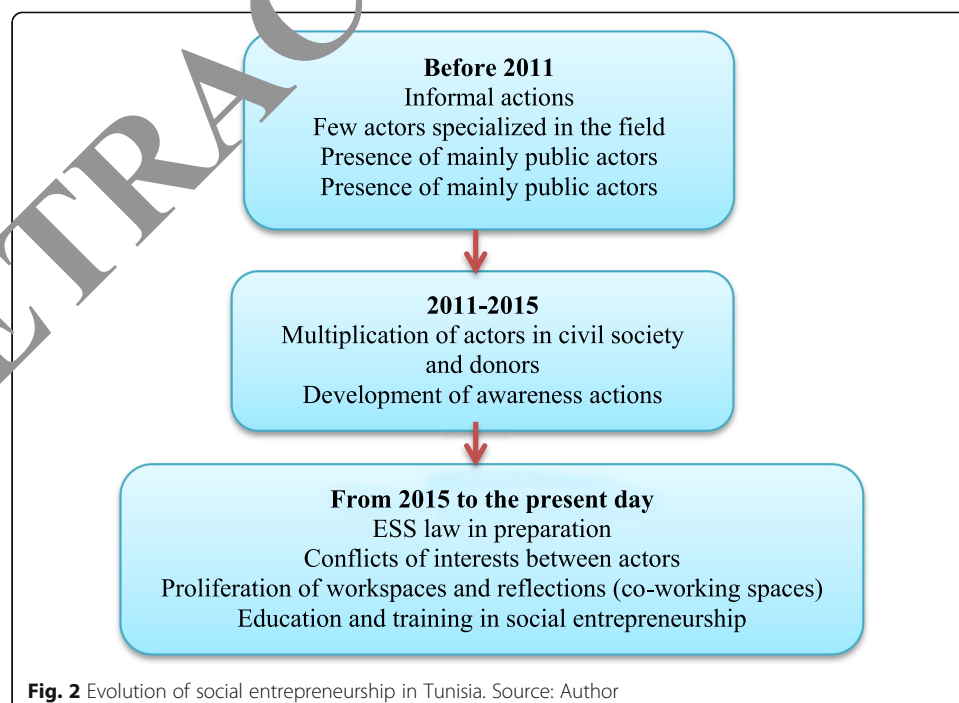 ETRAC
Before 2011
Informal actions
Few actors specialized in the field
Presence of mainly public actors
Presence of mainly public actors
2011-2015
Multiplication of actors in civil society
and donors
Development of awareness actions
From 2015 to the present day
ESS law in preparation
Conflicts of interests between actors
Proliferation of workspaces and reflections (co-working spaces)
Education and training in social entrepreneurship
Fig. 2 Evolution of social entrepreneurship in Tunisia. Source: Author